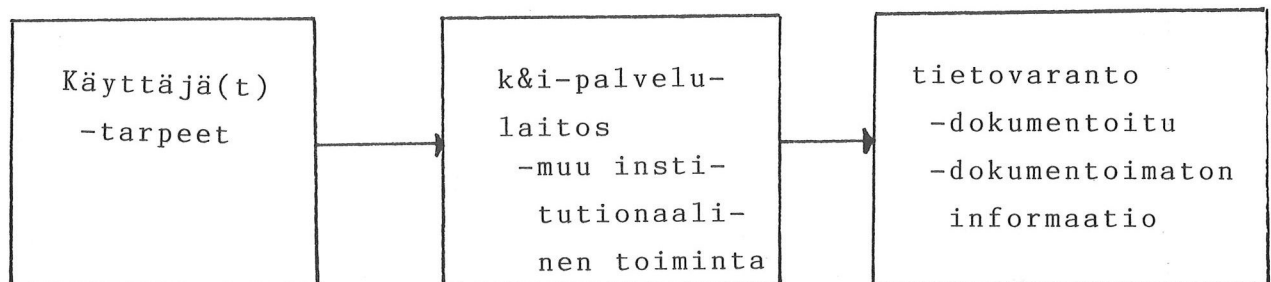 Käyttäjä(t)
-tarpeet
k&i-palvelu-
laitos
-muu insti-
tutionaali-
nen toiminta
tietovaranto
-dokumentoitu
-dokumentoimaton
informaatio